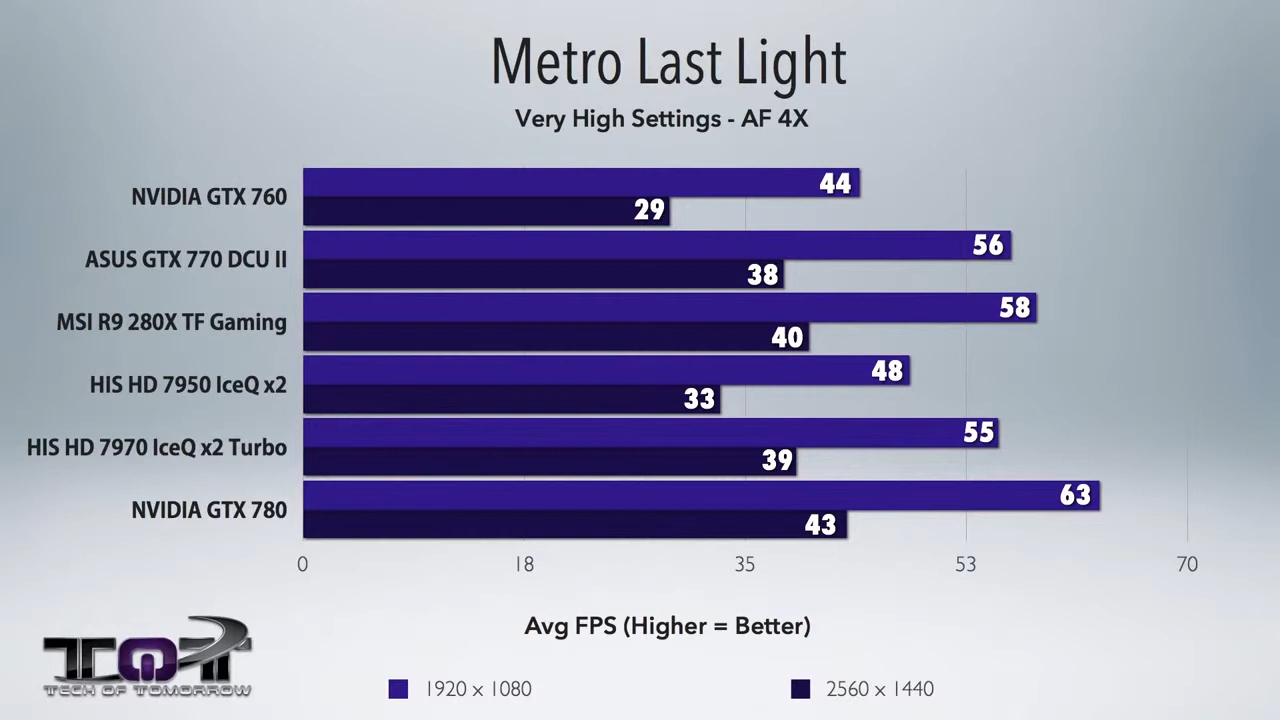 Metro Last Light
Very High Settings - AF 4X
NVIDIA GTX 760
44
29
ASUS GTX 770 DCU II
56
38
MSI R9 280X TF Gaming
58
40
HIS HD 7950 IceQ x2
48
33
HIS HD 7970 IceQ x2 Turbo
55
39
NVIDIA GTX 780
63
43
0 18 35 53 70
Avg FPS (Higher = Better)
TOT
TECH OF TOMORROW
1920 x 1080
2560 x 1440